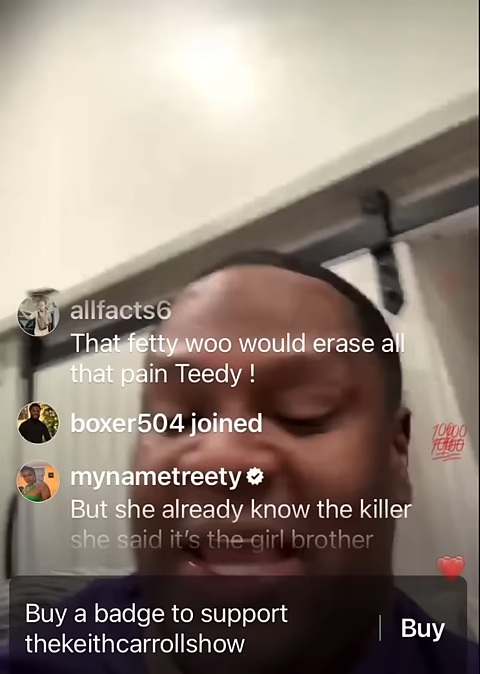 allfacts6
That fetty woo would erase all
that pain Teedy !
boxer504 joined
mynametreety
But she already know the killer
she said it's the girl brother
Buy a badge to support
thekeithcarrollshow
Buy